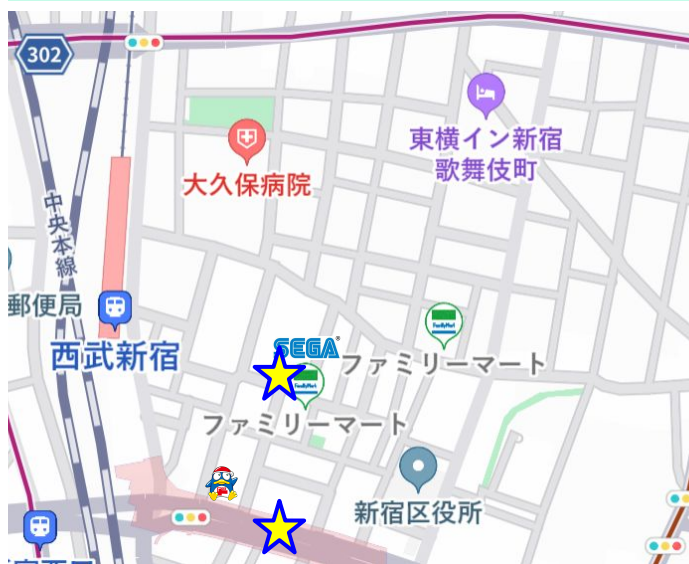 302
東横イン新宿
歌舞伎町
大久保病院
中央本線
郵便局
西武新宿
SEGA
FamilyMart
ファミリーマート
FamilyMart
ファミリーマート
新宿区役所